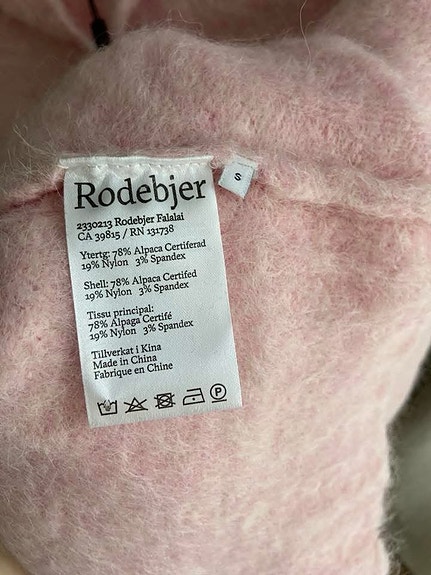 Rodebjer
S
2330213 Rodebjer Falalai
CA 39815 / RN 131738
Ytertg: 78% Alpaca Certiferad
19% Nylon 3% Spandex
Shell: 78% Alpaca Certifed
19% Nylon 3% Spandex
Tissu principal:
78% Alpaga Certifé
19% Nylon 3% Spandex
Tillverkat i Kina
Made in China
Fabrique en Chine
P